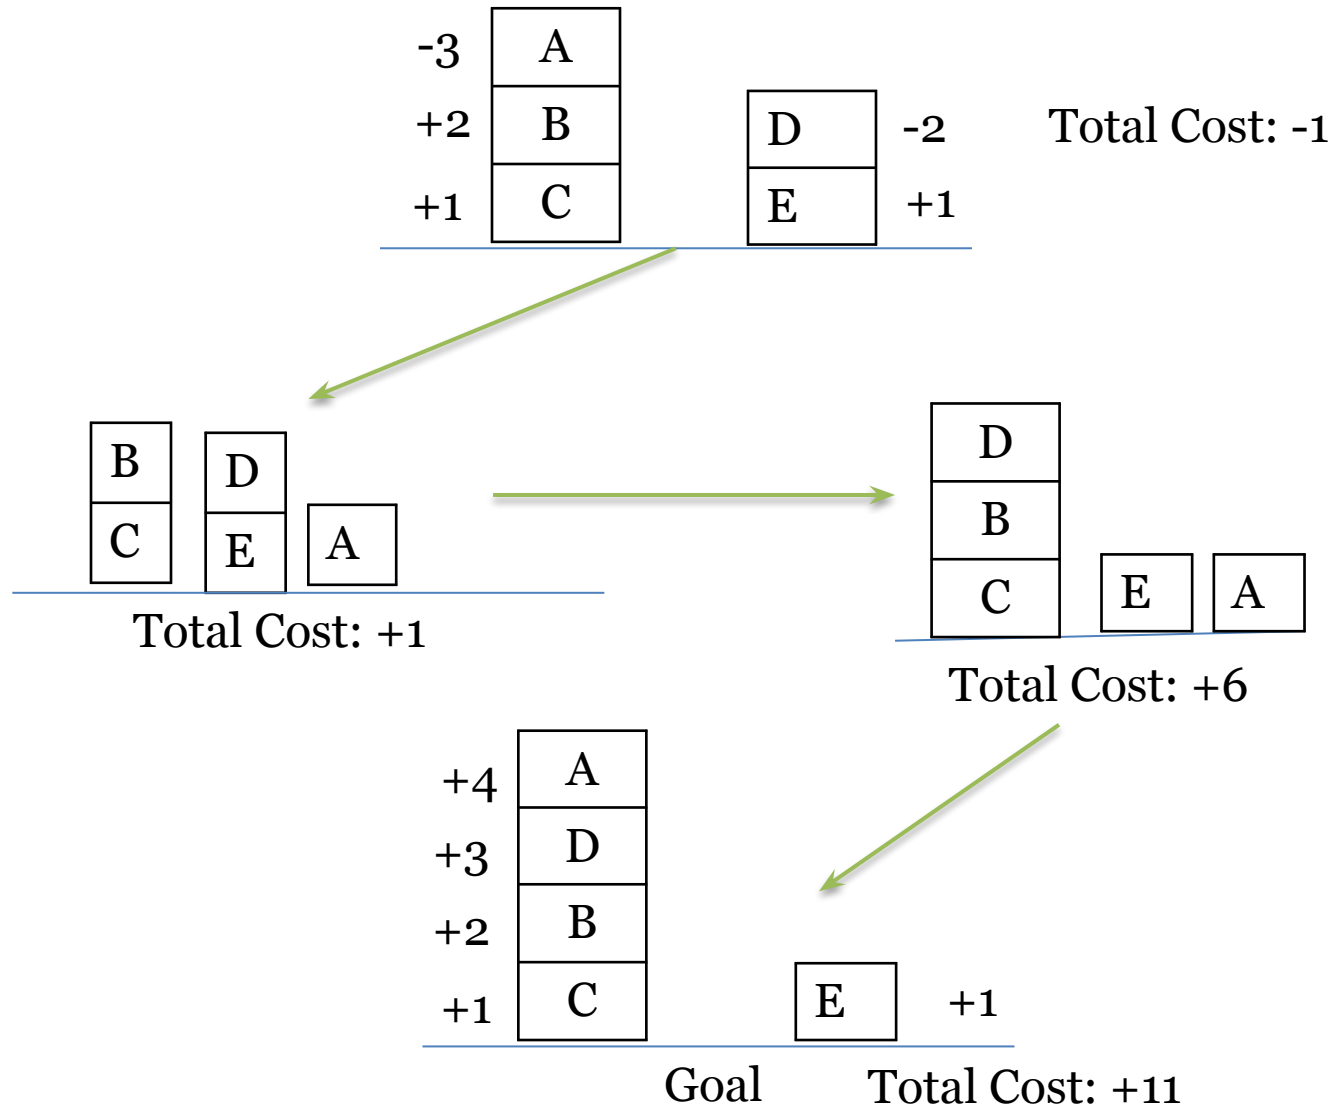 -3 A
+2 B D -2 Total Cost: -1
+1 C E +1
B D
C E A
Total Cost: +1
D
B
C E A
Total Cost: +6
+4 A
+3 D
+2 B
+1 C E +1
Goal Total Cost: +11